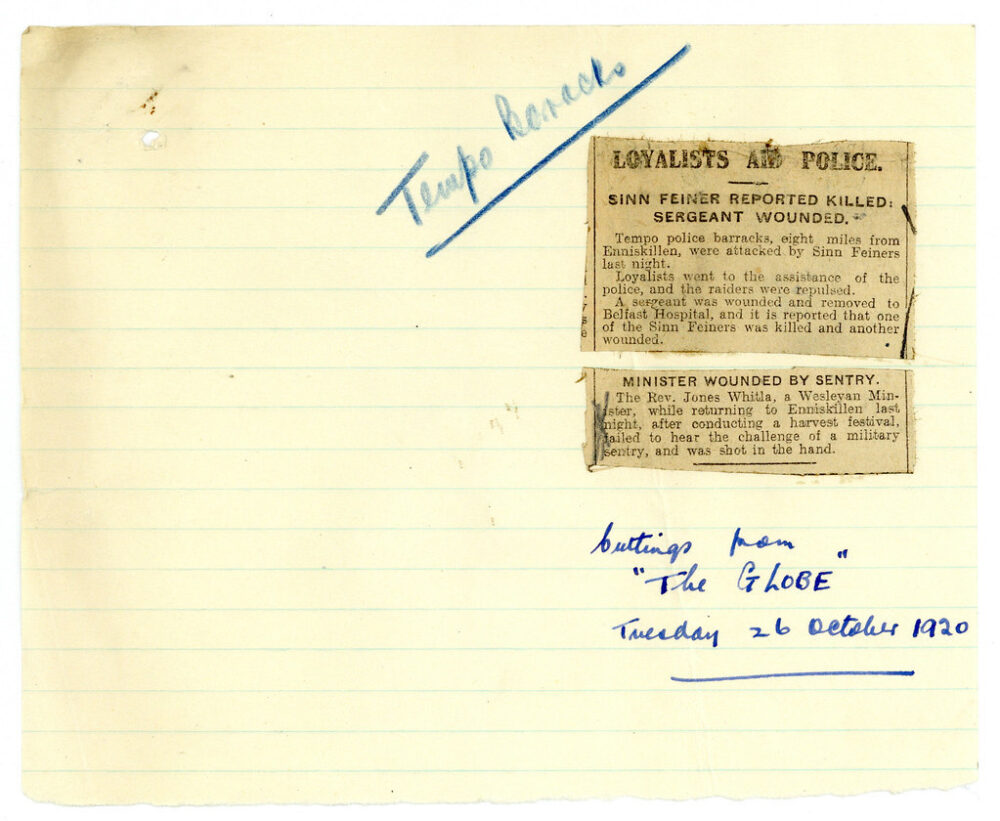 Tempo Barracks
LOYALISTS AID POLICE.
SINN FEINER REPORTED KILLED:
SERGEANT WOUNDED.
Tempo police barracks, eight miles from
Enniskillen, were attacked by Sinn Feiners
last night.
Loyalists went to the assistance of the
police, and the raiders were repulsed.
A sergeant was wounded and removed to
Belfast Hospital, and it is reported that one
of the Sinn Feiners was killed and another
wounded.
MINISTER WOUNDED BY SENTRY.
The Rev. Jones Whitla, a Wesleyan Min-
ister, while returning to Enniskillen last
night, after conducting a harvest festival,
failed to hear the challenge of a military
sentry, and was shot in the hand.
Cuttings from
"The GLOBE"
Tuesday 26 October 1920